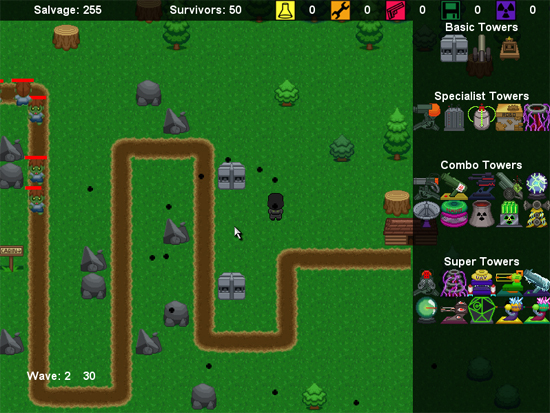 Salvage: 255 Survivors: 50 0 0 0 0 0
Basic Towers
Specialist Towers
Combo Towers
Super Towers
Wave: 2 30